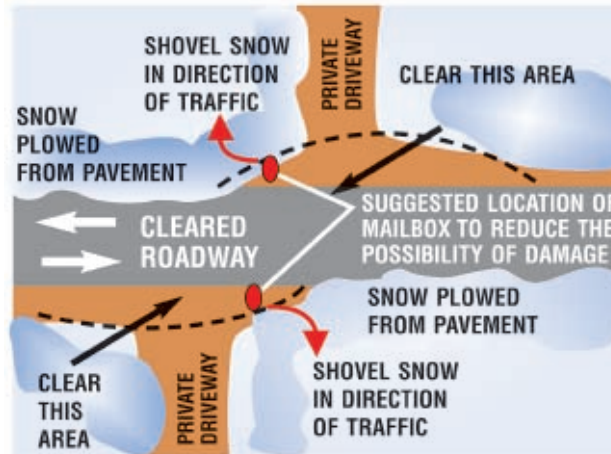 SHOVEL SNOW
IN DIRECTION
OF TRAFFIC
PRIVATE
DRIVEWAY
CLEAR THIS AREA
SNOW
PLOWED
FROM PAVEMENT
CLEARED
ROADWAY
SUGGESTED LOCATION OF
MAILBOX TO REDUCE THE
POSSIBILITY OF DAMAGE
SNOW PLOWED
FROM PAVEMENT
CLEAR
THIS
AREA
PRIVATE
DRIVEWAY
SHOVEL SNOW
IN DIRECTION
OF TRAFFIC